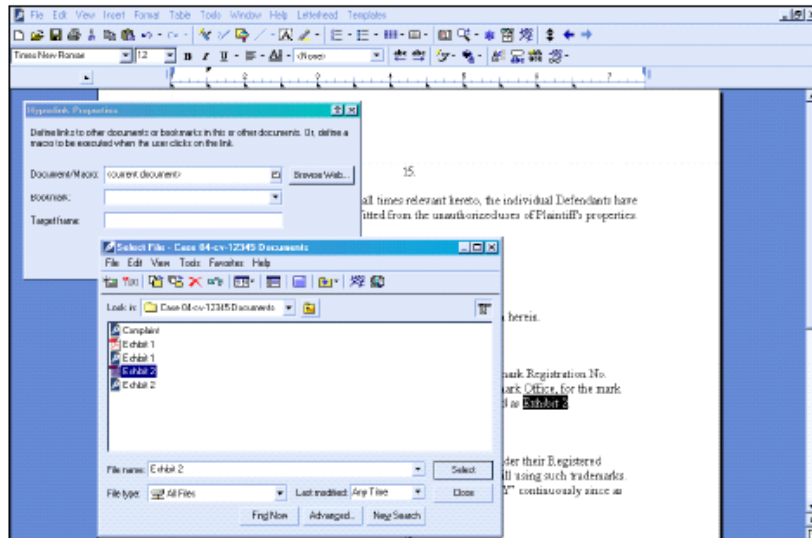 File Edit View Insert Format Table Tools Window Help Letterhead Templates
Times New Roman 12 B I U <None>
Hyperlink Properties
Define links to other documents or bookmarks in this or other documents. Or, define a
macro to be executed when the user clicks on the link.
Document/Macro: <current document> Browse Web...
Bookmark:
Target frame:
15.
all times relevant hereto, the individual Defendants have
itted from the unauthorized uses of Plaintiff's properties.
Select File - Case 04-cv-12345 Documents
File Edit View Tools Favorites Help
Look in: Case 04-cv-12345 Documents
Complaint
Exhibit 1
Exhibit 1
Exhibit 2
Exhibit 2
herein.
mark Registration No.
ark Office, for the mark
as Exhibit 2
File name: Exhibit 2 Select
File type: All Files Last modified: Any Time Close
Find Now Advanced... New Search
der their Registered
ll using such trademarks.
Y" continuously since as